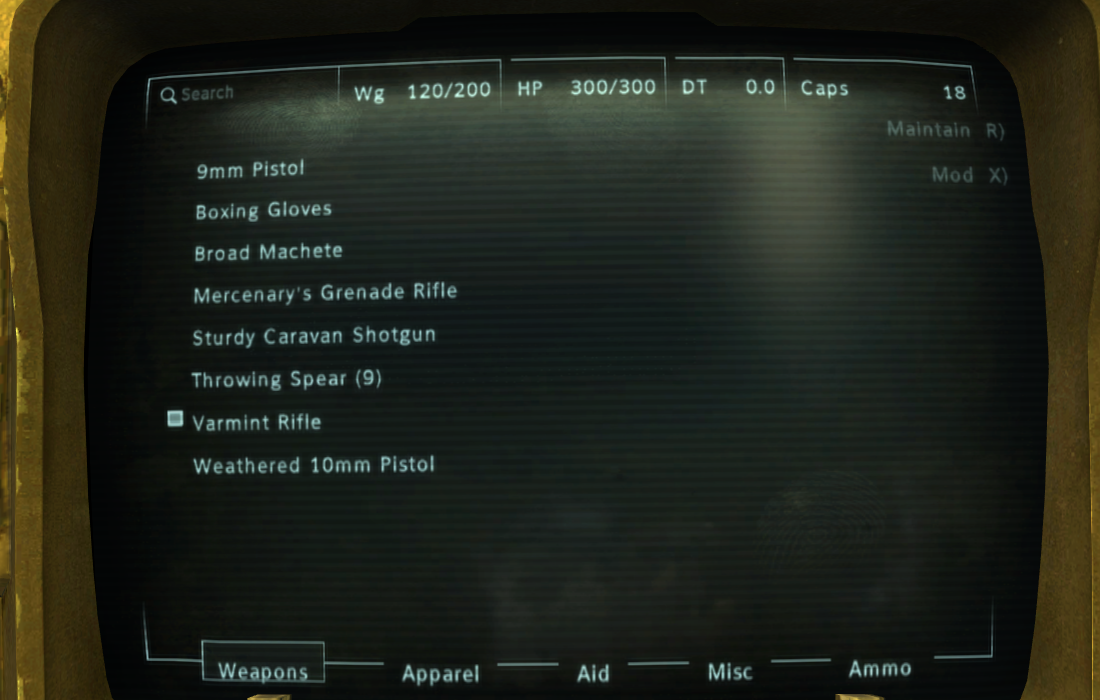 Search Wg 120/200 HP 300/300 DT 0.0 Caps 18
Maintain R)
Mod X)
9mm Pistol
Boxing Gloves
Broad Machete
Mercenary's Grenade Rifle
Sturdy Caravan Shotgun
Throwing Spear (9)
Varmint Rifle
Weathered 10mm Pistol
Weapons Apparel Aid Misc Ammo